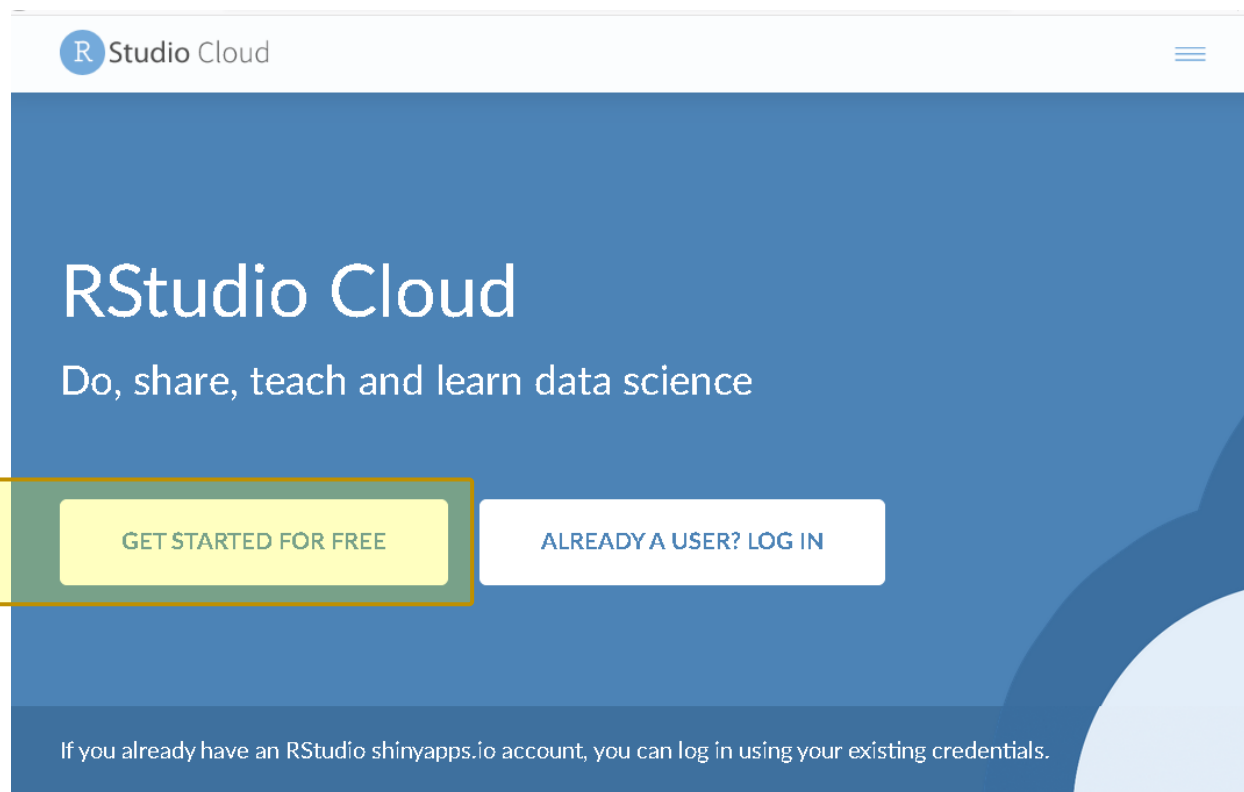 R Studio Cloud
RStudio Cloud
Do, share, teach and learn data science
GET STARTED FOR FREE
ALREADY A USER? LOG IN
If you already have an RStudio shinyapps.io account, you can log in using your existing credentials.